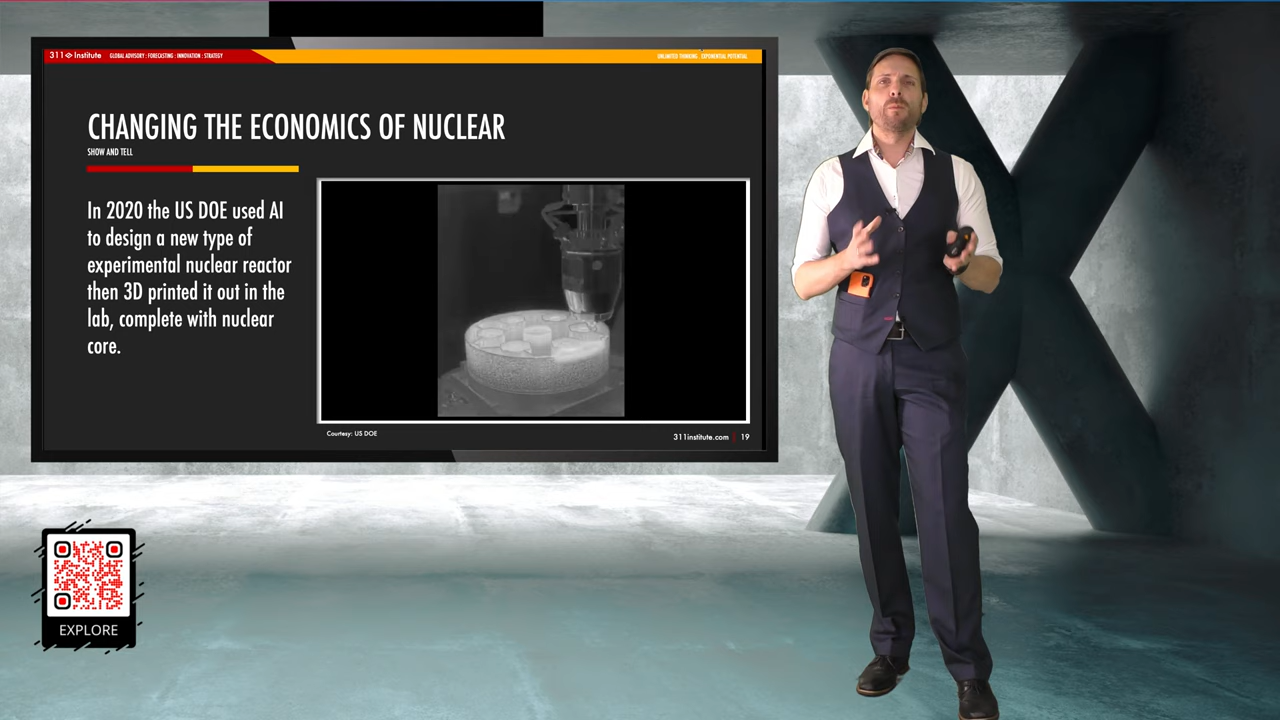 311 Institute GLOBAL ADVISORY : FORECASTING : INNOVATION : STRATEGY
UNLIMITED THINKING . EXPONENTIAL POTENTIAL
CHANGING THE ECONOMICS OF NUCLEAR
SHOW AND TELL
In 2020 the US DOE used AI
to design a new type of
experimental nuclear reactor
then 3D printed it out in the
lab, complete with nuclear
core.
Courtesy: US DOE
311institute.com | 19
EXPLORE